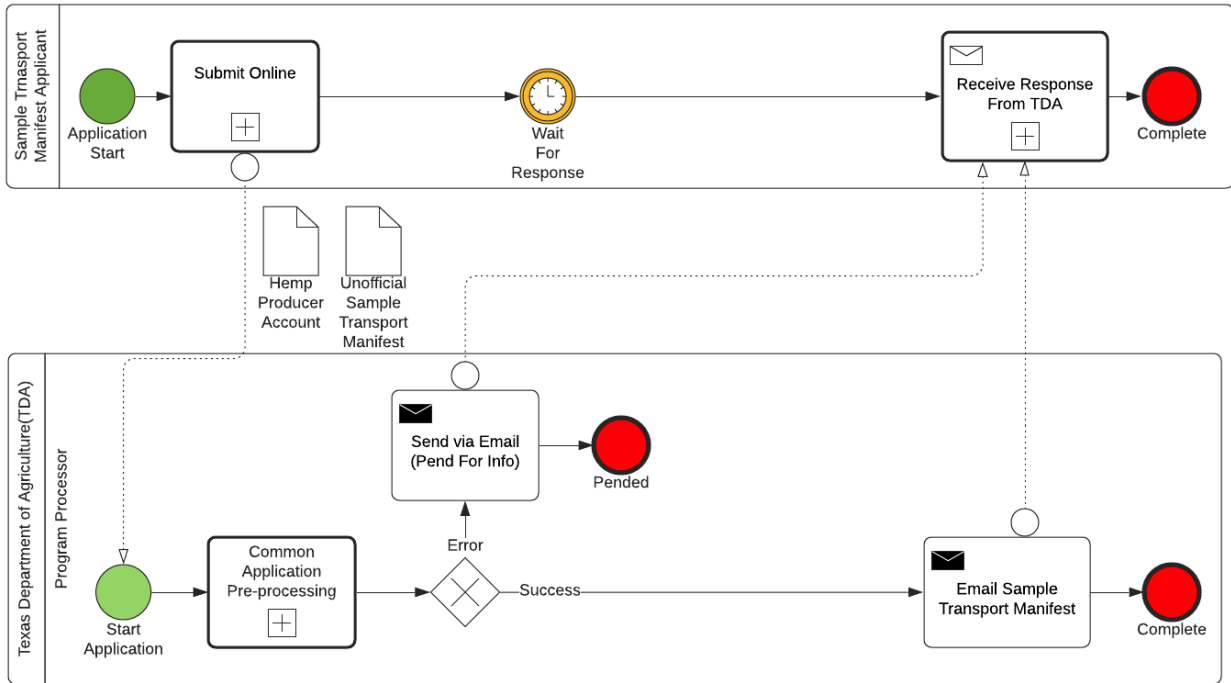 Sample Trnasport
Manifest Applicant
Application
Start
Submit Online
Wait
For
Response
Receive Response
From TDA
Complete
Hemp
Producer
Account
Unofficial
Sample
Transport
Manifest
Texas Department of Agriculture(TDA)
Program Processor
Send via Email
(Pend For Info)
Pended
Error
Start
Application
Common
Application
Pre-processing
Success
Email Sample
Transport Manifest
Complete